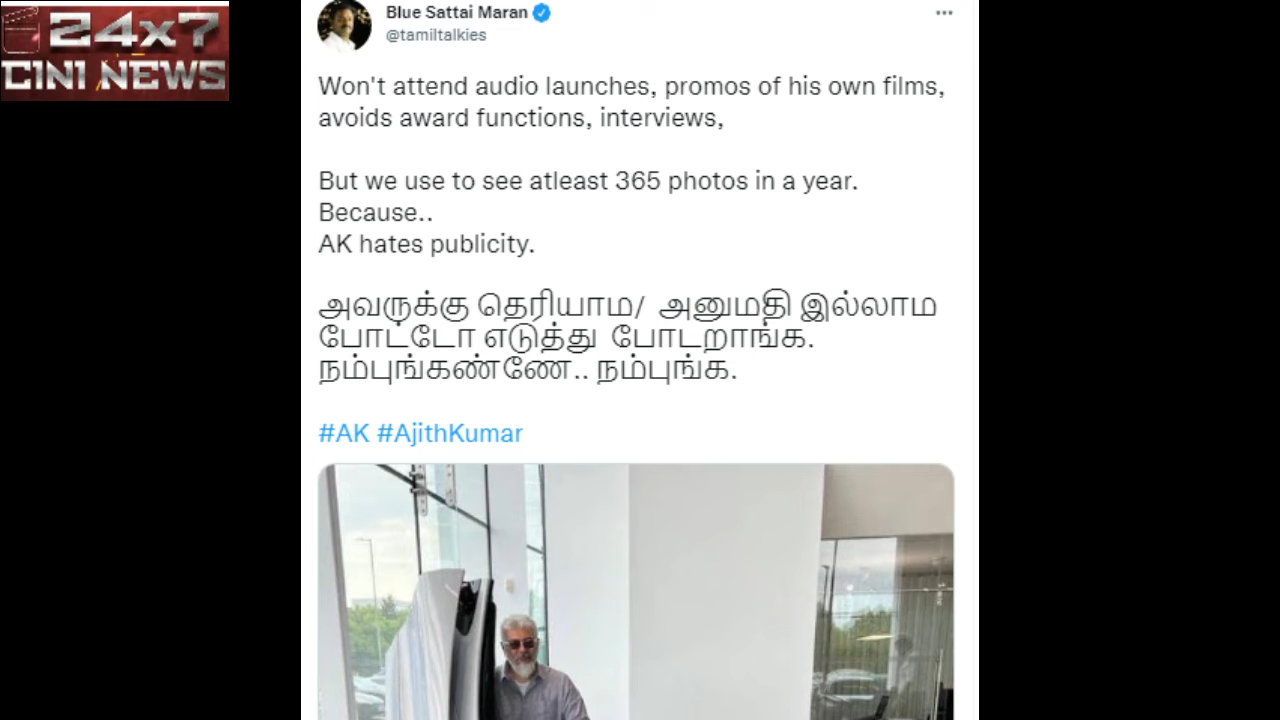 24x7
CINI NEWS
Blue Sattai Maran
@tamiltalkies
Won't attend audio launches, promos of his own films,
avoids award functions, interviews,
But we use to see atleast 365 photos in a year.
Because..
AK hates publicity.
அவருக்கு தெரியாம/ அனுமதி இல்லாம
போட்டோ எடுத்து போடறாங்க.
நம்புங்கண்ணே.. நம்புங்க.
#AK #AjithKumar